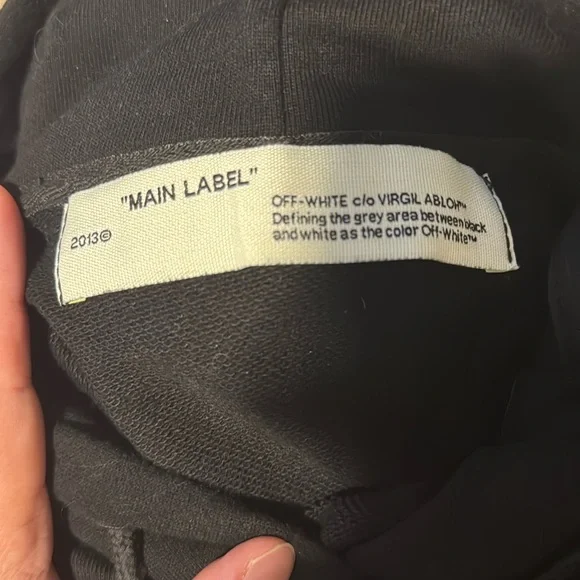 "MAIN LABEL"
2013©
OFF-WHITE c/o VIRGIL ABLOH™
Defining the grey area between black
and white as the color Off-White™